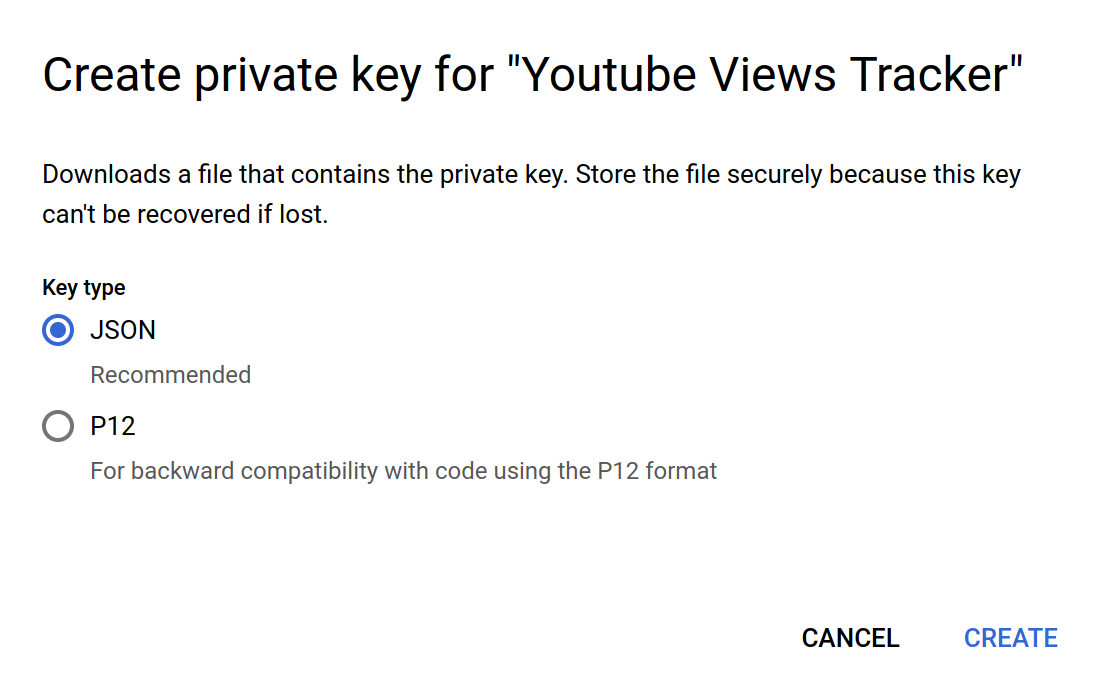 Create private key for "Youtube Views Tracker"
Downloads a file that contains the private key. Store the file securely because this key
can't be recovered if lost.
Key type
JSON
Recommended
P12
For backward compatibility with code using the P12 format
CANCEL CREATE